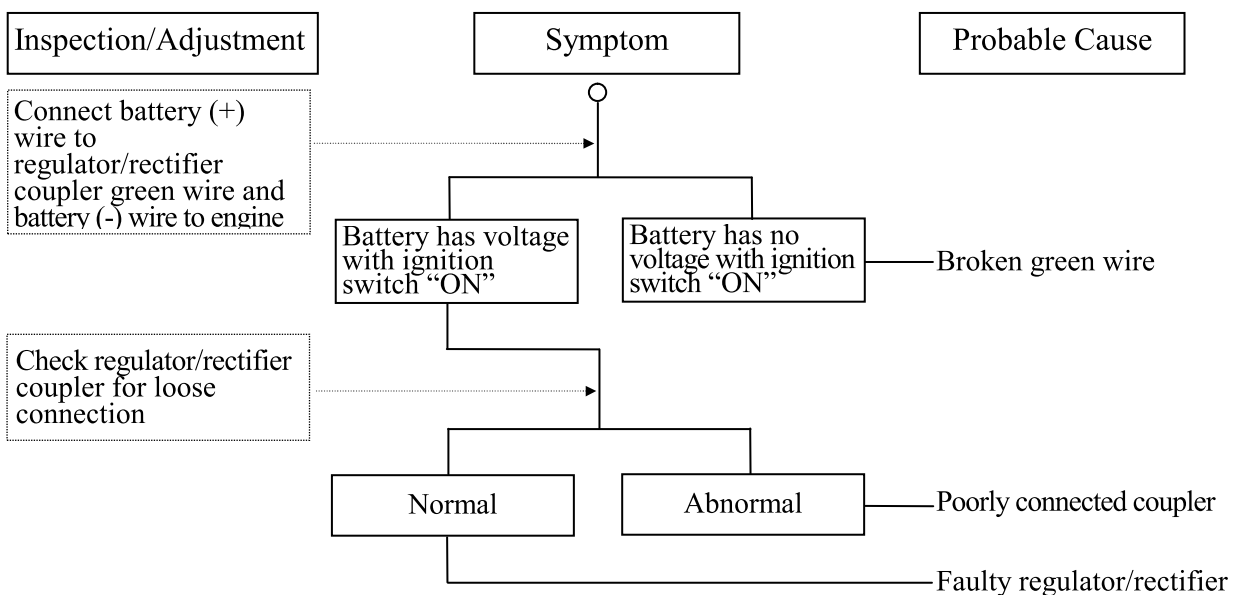 Inspection/Adjustment
Symptom
Probable Cause
Connect battery (+)
wire to
regulator/rectifier
coupler green wire and
battery (-) wire to engine
Battery has voltage
with ignition
switch “ON”
Battery has no
voltage with ignition
switch “ON”
Broken green wire
Check regulator/rectifier
coupler for loose
connection
Normal
Abnormal
Poorly connected coupler
Faulty regulator/rectifier